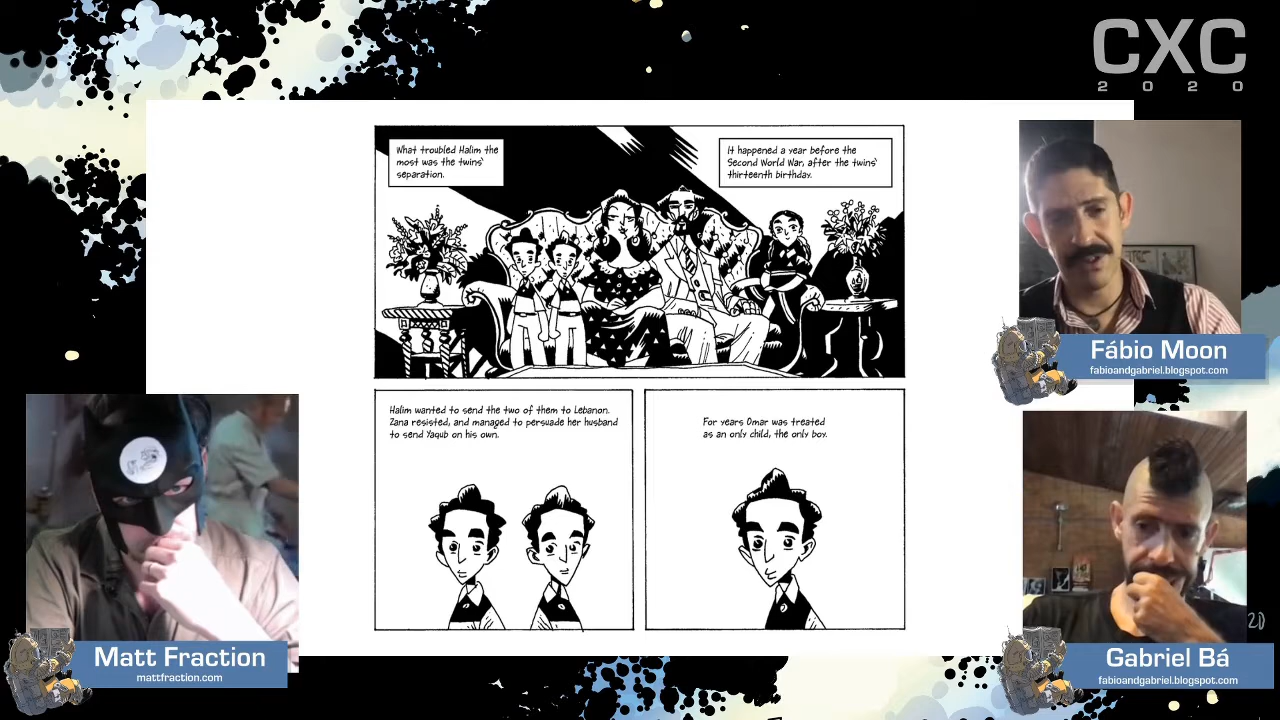 CXC
2020
What troubled Halim the
most was the twins'
separation.
It happened a year before the
Second World War, after the twins'
thirteenth birthday.
Halim wanted to send the two of them to Lebanon.
Zana resisted, and managed to persuade her husband
to send Yaqub on his own.
For years Omar was treated
as an only child, the only boy.
Fábio Moon
fabioandgabriel.blogspot.com
Matt Fraction
mattfraction.com
Gabriel Bá
fabioandgabriel.blogspot.com